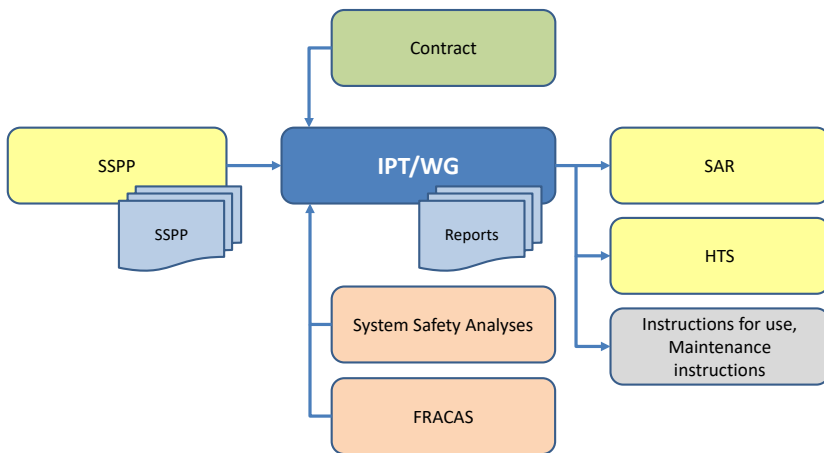 Contract
SSPP
IPT/WG
SAR
SSPP
Reports
HTS
System Safety Analyses
Instructions for use,
Maintenance
instructions
FRACAS